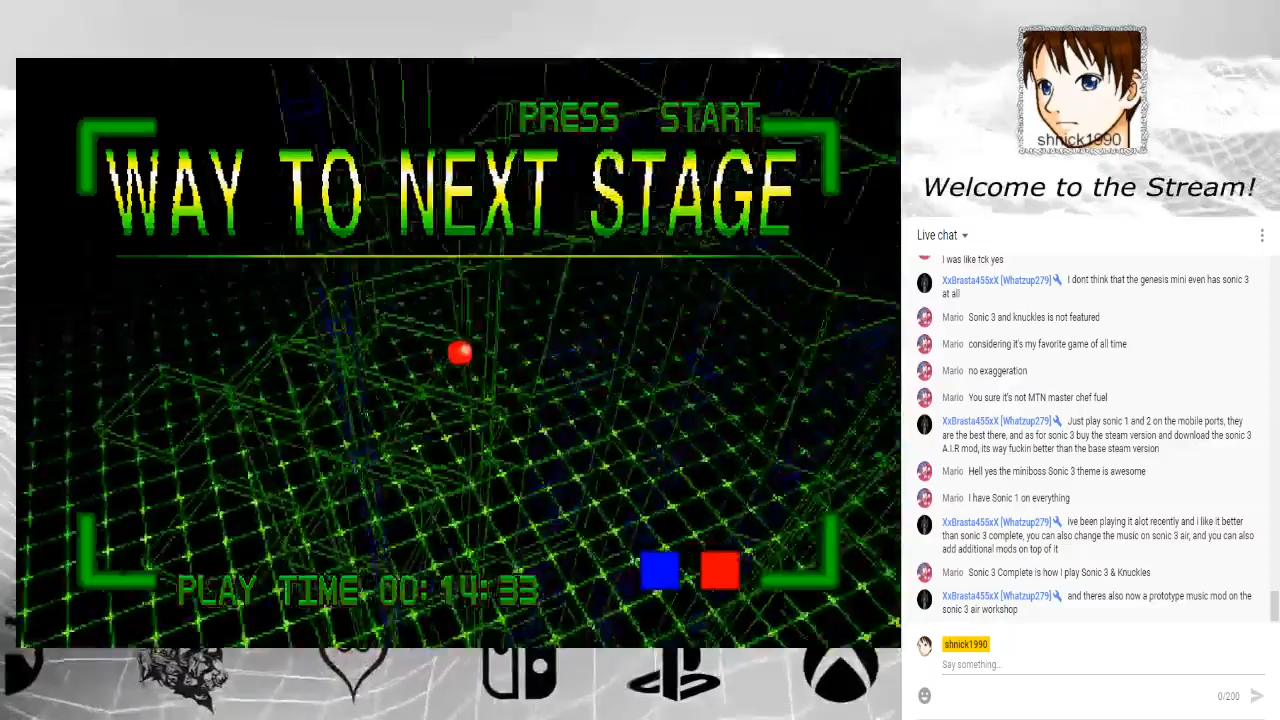 PRESS START
WAY TO NEXT STAGE
PLAY TIME 00:14:33
shnick1990
Welcome to the Stream!
Live chat
I was like fck yes
XxBrasta455xX [Whatzup279] I dont think that the genesis mini even has sonic 3
at all
Mario Sonic 3 and knuckles is not featured
Mario considering it's my favorite game of all time
Mario no exaggeration
Mario You sure it's not MTN master chef fuel
XxBrasta455xX [Whatzup279] Just play sonic 1 and 2 on the mobile ports, they
are the best there, and as for sonic 3 buy the steam version and download the sonic 3
A.I.R mod, its way fuckin better than the base steam version
Mario Hell yes the miniboss Sonic 3 theme is awesome
Mario I have Sonic 1 on everything
XxBrasta455xX [Whatzup279] ive been playing it alot recently and i like it better
than sonic 3 complete, you can also change the music on sonic 3 air, and you can also
add additional mods on top of it
Mario Sonic 3 Complete is how I play Sonic 3 & Knuckles
XxBrasta455xX [Whatzup279] and theres also now a prototype music mod on the
sonic 3 air workshop
shnick1990
Say something...
0/200